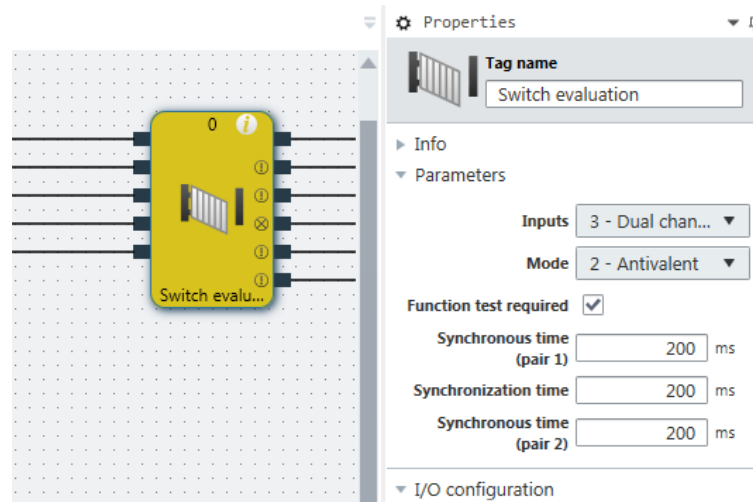 Properties
Tag name
Switch evaluation
0
i
Info
Parameters
Inputs 3 - Dual chan...
Mode 2 - Antivalent
Function test required
Synchronous time
(pair 1) 200 ms
Synchronization time 200 ms
Synchronous time
(pair 2) 200 ms
Switch evalu...
I/O configuration